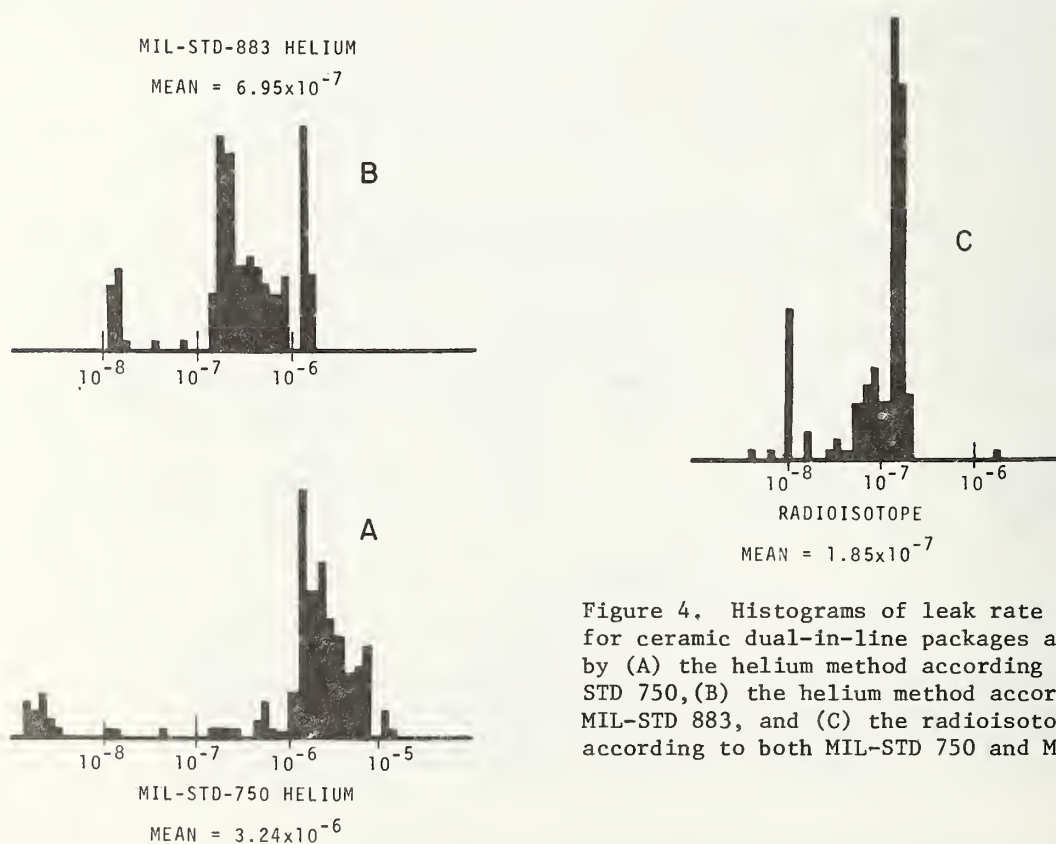 MIL-STD-883 HELIUM
MEAN = 6.95x10⁻⁷
B
10⁻⁸ 10⁻⁷ 10⁻⁶
A
10⁻⁸ 10⁻⁷ 10⁻⁶ 10⁻⁵
MIL-STD-750 HELIUM
MEAN = 3.24x10⁻⁶
C
10⁻⁸ 10⁻⁷ 10⁻⁶
RADIOISOTOPE
MEAN = 1.85x10⁻⁷
Figure 4. Histograms of leak rate
for ceramic dual-in-line packages a
by (A) the helium method according
STD 750,(B) the helium method accor
MIL-STD 883, and (C) the radioisoto
according to both MIL-STD 750 and M